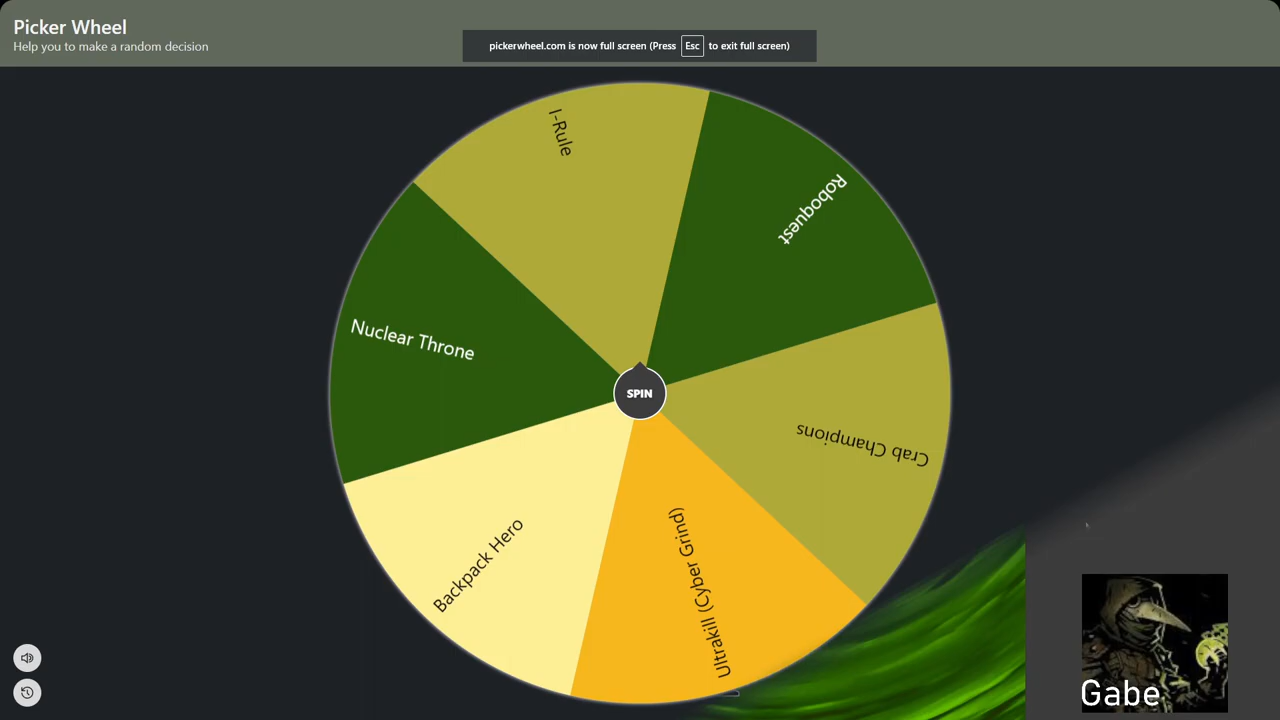 Picker Wheel
Help you to make a random decision
pickerwheel.com is now full screen (Press Esc to exit full screen)
I-Rule
Roboquest
Nuclear Throne
SPIN
Crab Champions
Backpack Hero
Ultrakill (Cyber Grind)
Gabe